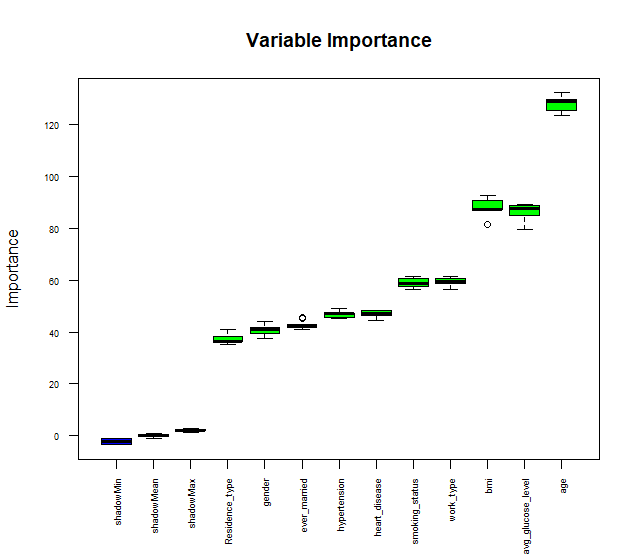 Variable Importance
Importance
120
100
80
60
40
20
0
shadowMin
shadowMean
shadowMax
Residence_type
gender
ever_married
hypertension
heart_disease
smoking_status
work_type
bmi
avg_glucose_level
age